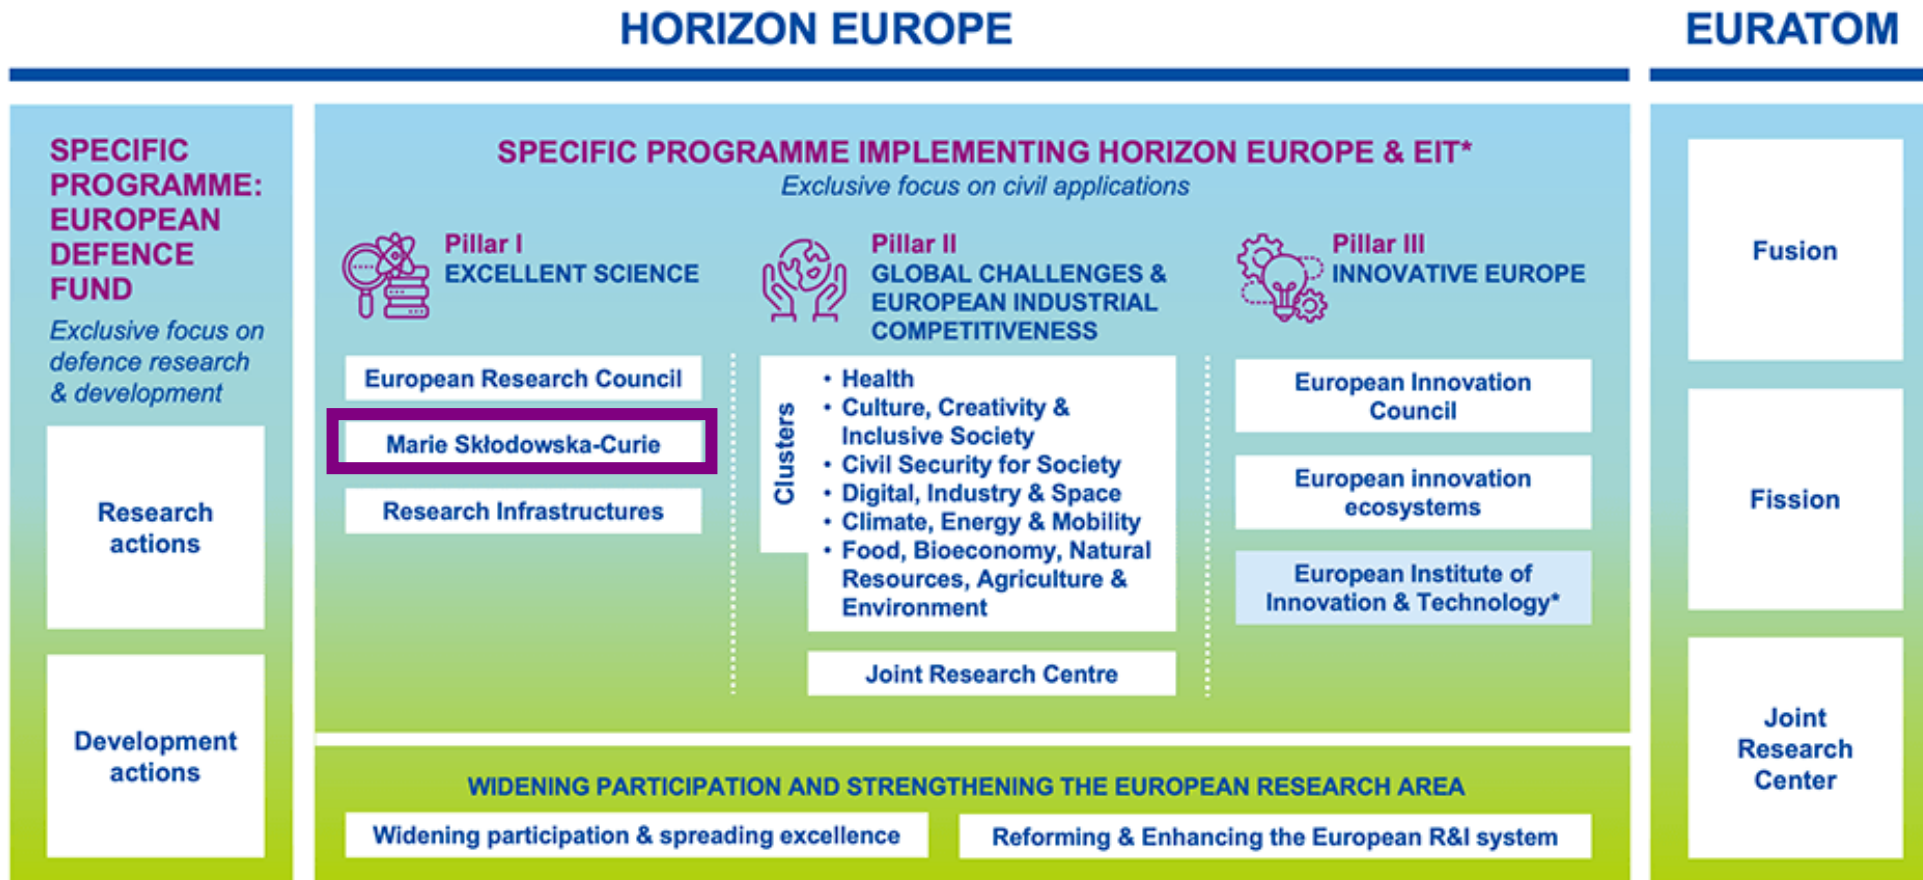 HORIZON EUROPE
EURATOM
SPECIFIC
PROGRAMME:
EUROPEAN
DEFENCE
FUND
Exclusive focus on
defence research
& development
Research
actions
Development
actions
SPECIFIC PROGRAMME IMPLEMENTING HORIZON EUROPE & EIT*
Exclusive focus on civil applications
Pillar I
EXCELLENT SCIENCE
European Research Council
Marie Skłodowska-Curie
Research Infrastructures
Pillar II
GLOBAL CHALLENGES &
EUROPEAN INDUSTRIAL
COMPETITIVENESS
Clusters
• Health
• Culture, Creativity &
Inclusive Society
• Civil Security for Society
• Digital, Industry & Space
• Climate, Energy & Mobility
• Food, Bioeconomy, Natural
Resources, Agriculture &
Environment
Joint Research Centre
Pillar III
INNOVATIVE EUROPE
European Innovation
Council
European innovation
ecosystems
European Institute of
Innovation & Technology*
WIDENING PARTICIPATION AND STRENGTHENING THE EUROPEAN RESEARCH AREA
Widening participation & spreading excellence
Reforming & Enhancing the European R&I system
Fusion
Fission
Joint
Research
Center